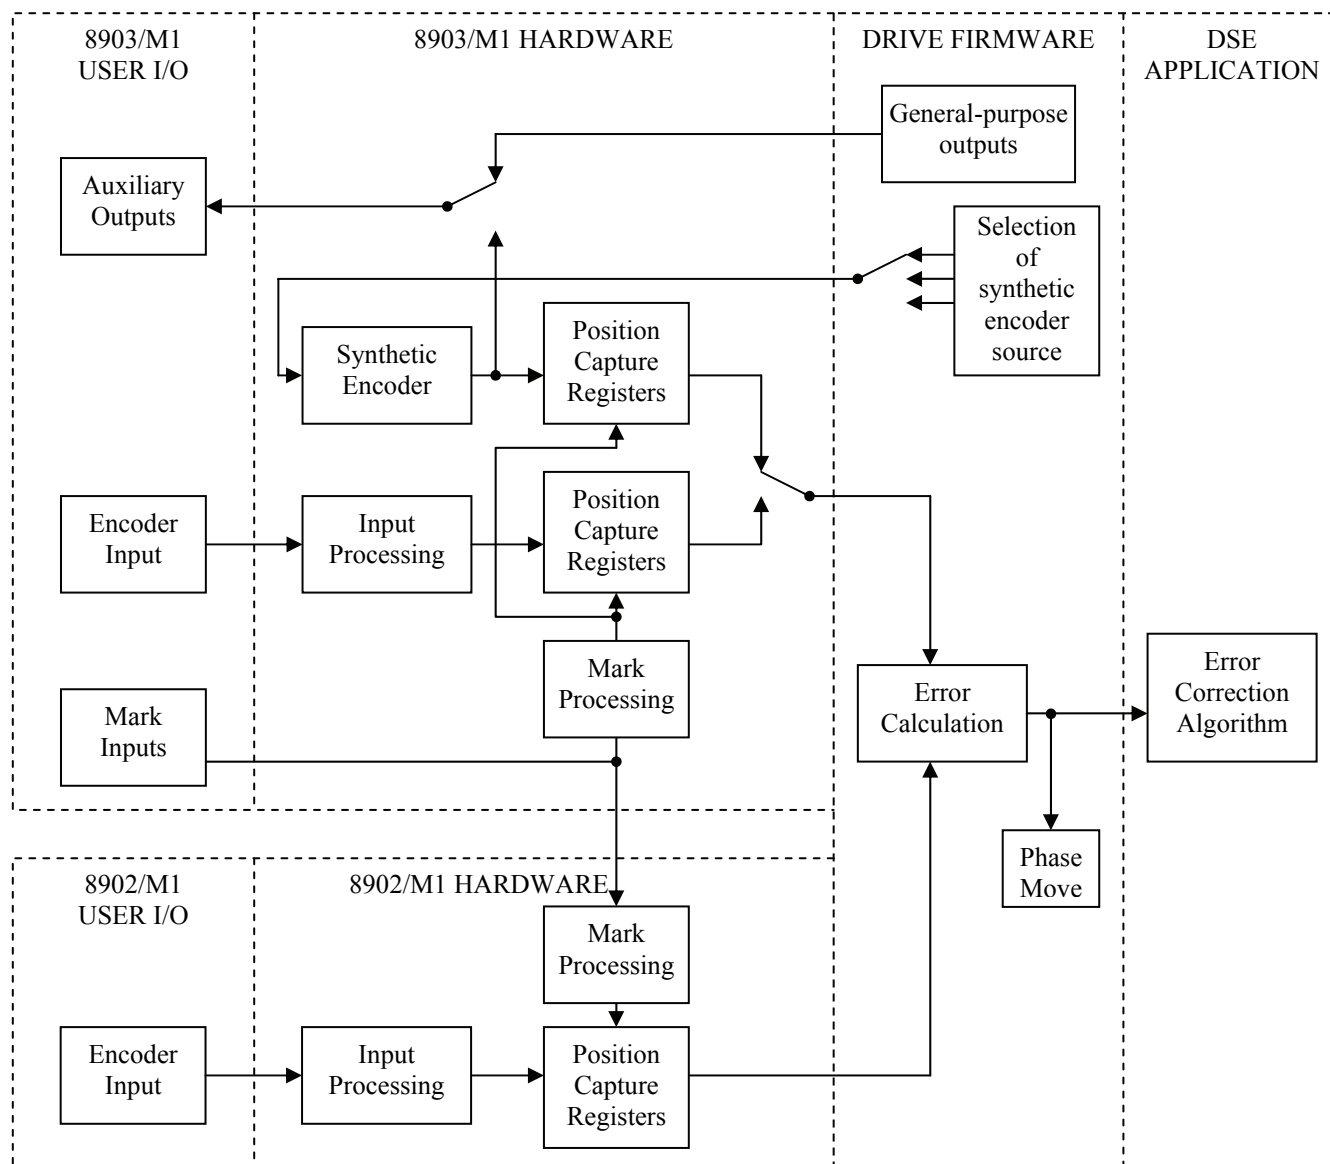 8903/M1
USER I/O
8903/M1 HARDWARE
DRIVE FIRMWARE
DSE
APPLICATION
General-purpose
outputs
Auxiliary
Outputs
Selection
of
synthetic
encoder
source
Synthetic
Encoder
Position
Capture
Registers
Encoder
Input
Input
Processing
Position
Capture
Registers
Mark
Inputs
Mark
Processing
Error
Calculation
Error
Correction
Algorithm
Phase
Move
8902/M1
USER I/O
8902/M1 HARDWARE
Mark
Processing
Encoder
Input
Input
Processing
Position
Capture
Registers